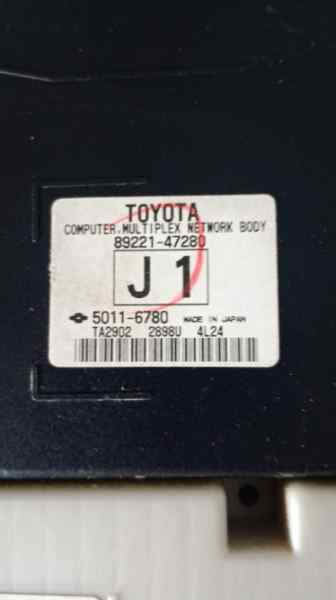 TOYOTA
COMPUTER,MULTIPLEX NETWORK BODY
89221-47280
J 1
5011-6780 MADE IN JAPAN
TA2902 2898U 4L24